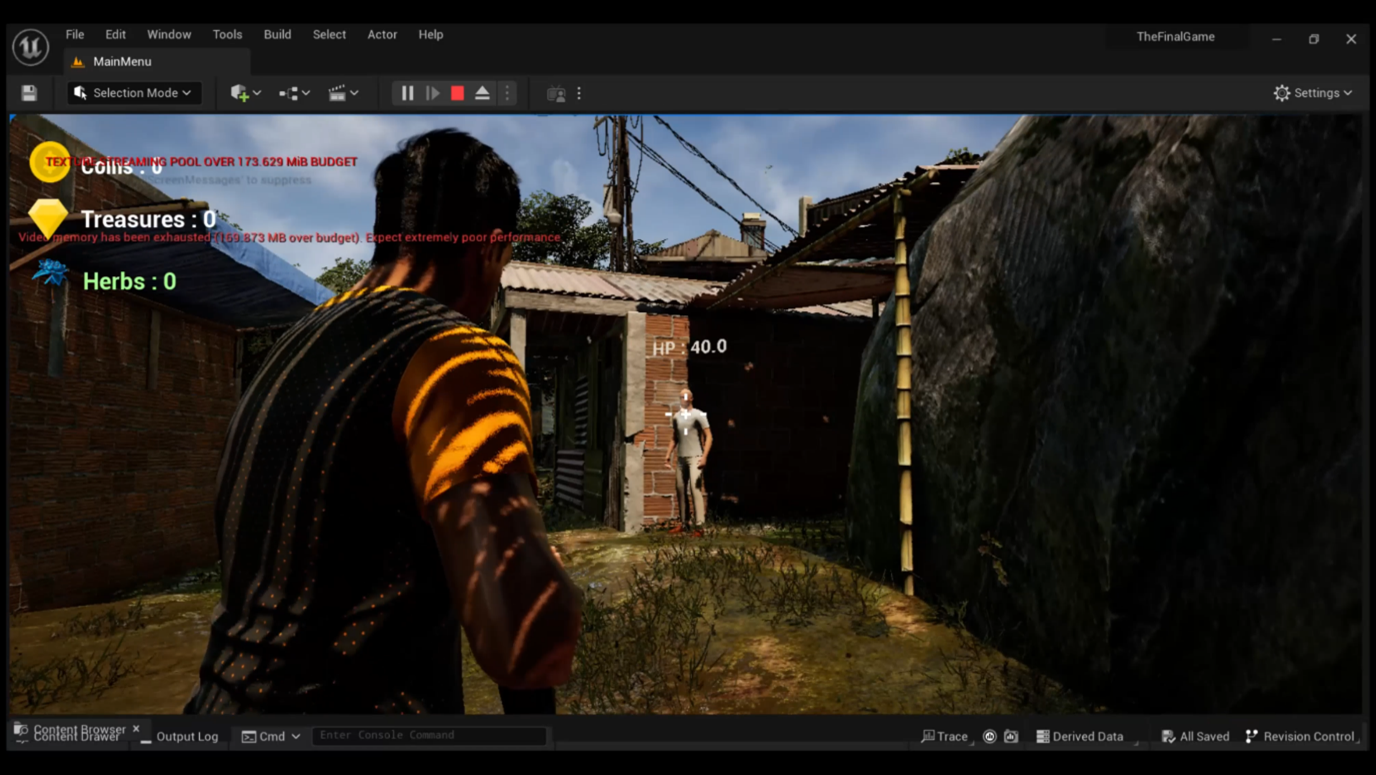 File Edit Window Tools Build Select Actor Help
TheFinalGame
MainMenu
Selection Mode
Settings
TEXTURE STREAMING POOL OVER 173.629 MiB BUDGET
Coins : 0
to suppress
Treasures : 0
Video memory has been exhausted (169.873 MB over budget). Expect extremely poor performance
Herbs : 0
HP : 40.0
Content Browser
Content Drawer
Output Log
Cmd
Enter Console Command
Trace
Derived Data
All Saved
Revision Control